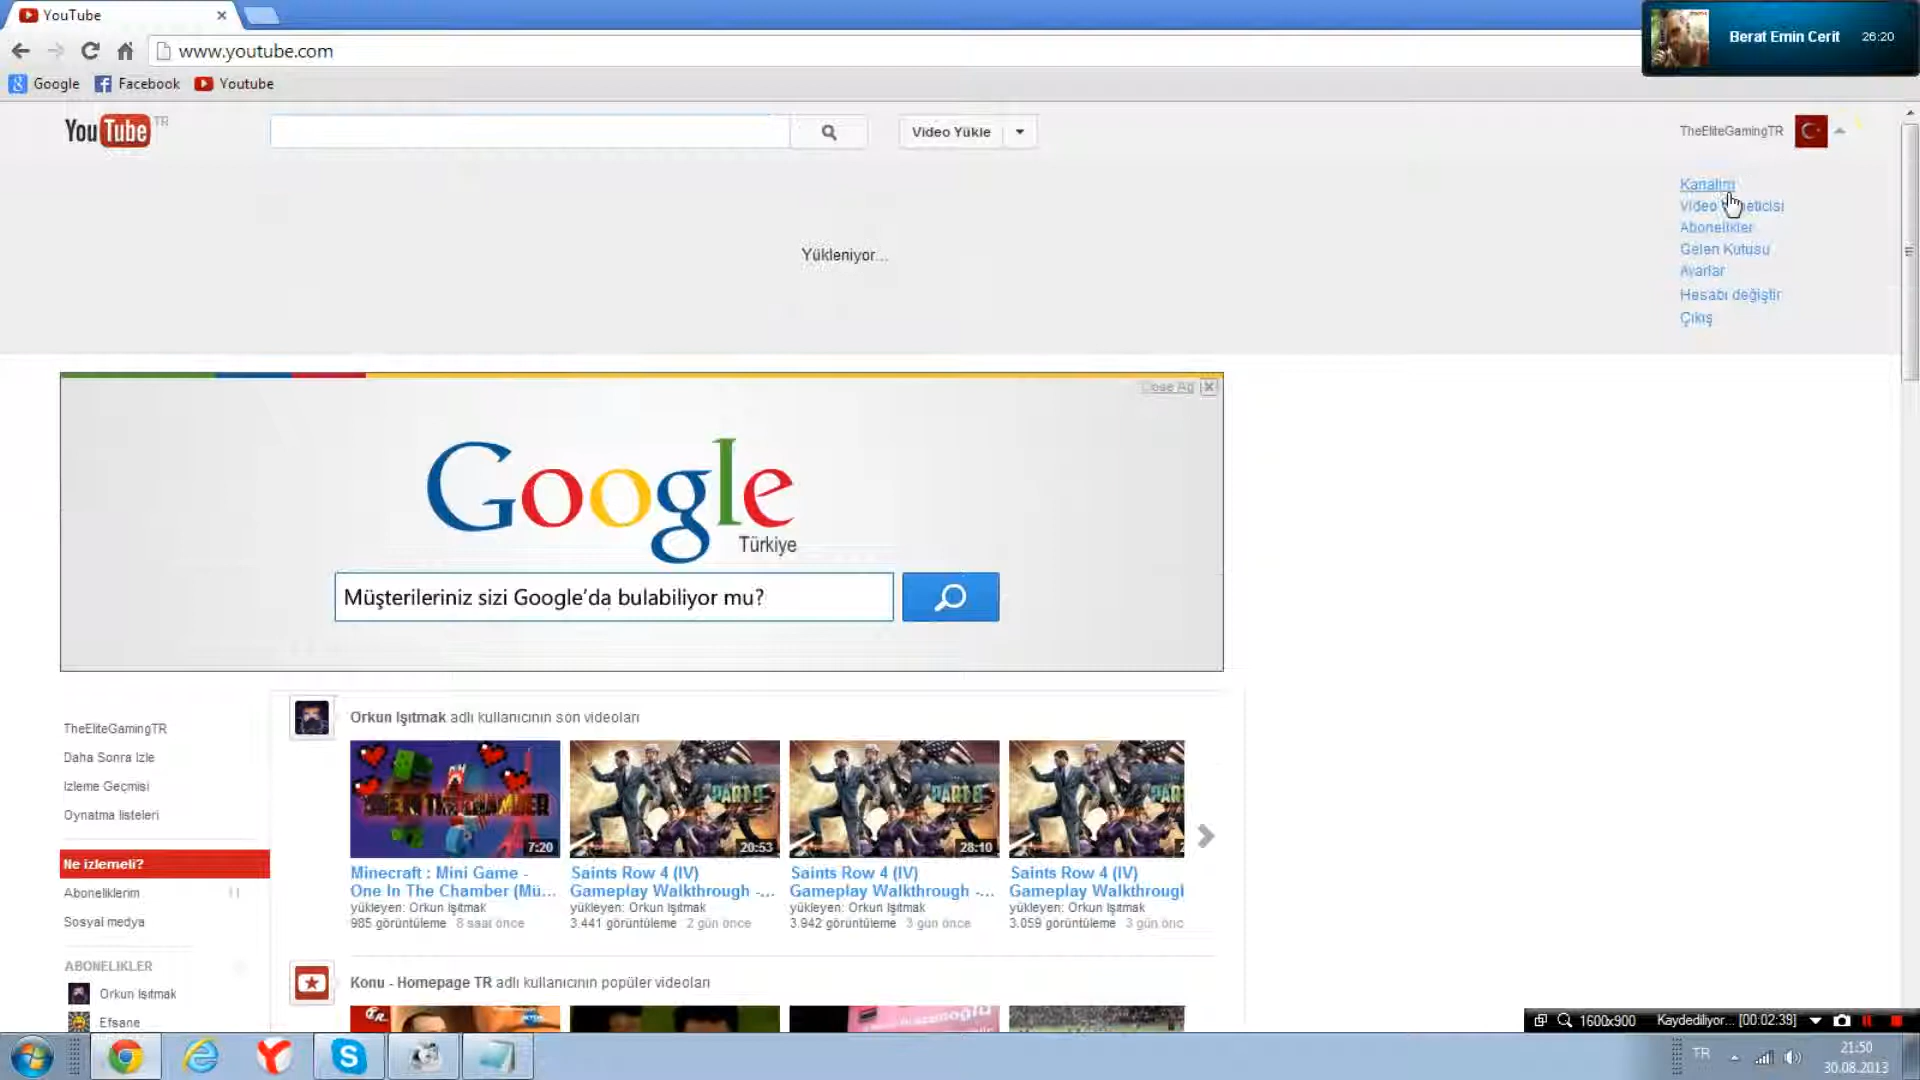 YouTube
www.youtube.com
Berat Emin Cerit 26:20
Google Facebook Youtube
YouTube TR
Video Yükle
TheEliteGamingTR
Kanalım
Video
Abonelikler
Gelen Kutusu
Ayarlar
Hesabı değiştir
Çıkış
Yükleniyor...
Close Ad
Google
Türkiye
Müşterileriniz sizi Google'da bulabiliyor mu?
TheEliteGamingTR
Daha Sonra İzle
İzleme Geçmişi
Oynatma listeleri
Ne izlemeli?
Aboneliklerim
Sosyal medya
ABONELİKLER
Orkun Işıtmak
Efsane
Orkun Işıtmak adlı kullanıcının son videoları
7:20
20:53
28:10
Minecraft : Mini Game -
One In The Chamber (Mü...
yükleyen: Orkun Işıtmak
985 görüntüleme 8 saat önce
Saints Row 4 (IV)
Gameplay Walkthrough -...
yükleyen: Orkun Işıtmak
3.441 görüntüleme 2 gün önce
Saints Row 4 (IV)
Gameplay Walkthrough -...
yükleyen: Orkun Işıtmak
3.942 görüntüleme 3 gün önce
Saints Row 4 (IV)
Gameplay Walkthrough
yükleyen: Orkun Işıtmak
3.059 görüntüleme 3 gün önc
Konu - Homepage TR adlı kullanıcının popüler videoları
1600x900 Kaydediliyor... [00:02:39]
TR
21:50
30.08.2013